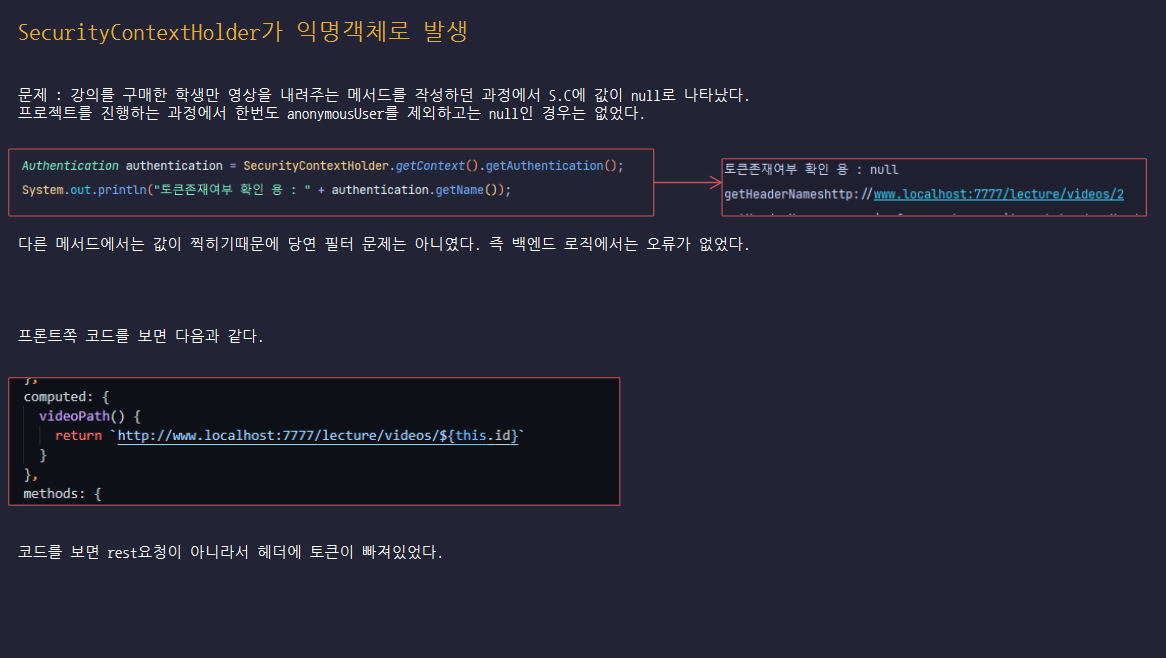 SecurityContextHolder가 익명객체로 발생
문제 : 강의를 구매한 학생만 영상을 내려주는 메서드를 작성하던 과정에서 S.C에 값이 null로 나타났다.
프로젝트를 진행하는 과정에서 한번도 anonymousUser를 제외하고는 null인 경우는 없었다.
Authentication authentication = SecurityContextHolder.getContext().getAuthentication();
System.out.println("토큰존재여부 확인 용 : " + authentication.getName());
토큰존재여부 확인 용 : null
getHeaderNameshttp://www.localhost:7777/lecture/videos/2
다른 메서드에서는 값이 찍히기때문에 당연 필터 문제는 아니였다. 즉 백엔드 로직에서는 오류가 없었다.
프론트쪽 코드를 보면 다음과 같다.
},
computed: {
videoPath() {
return `http://www.localhost:7777/lecture/videos/${this.id}`
}
},
methods: {
코드를 보면 rest요청이 아니라서 헤더에 토큰이 빠져있었다.